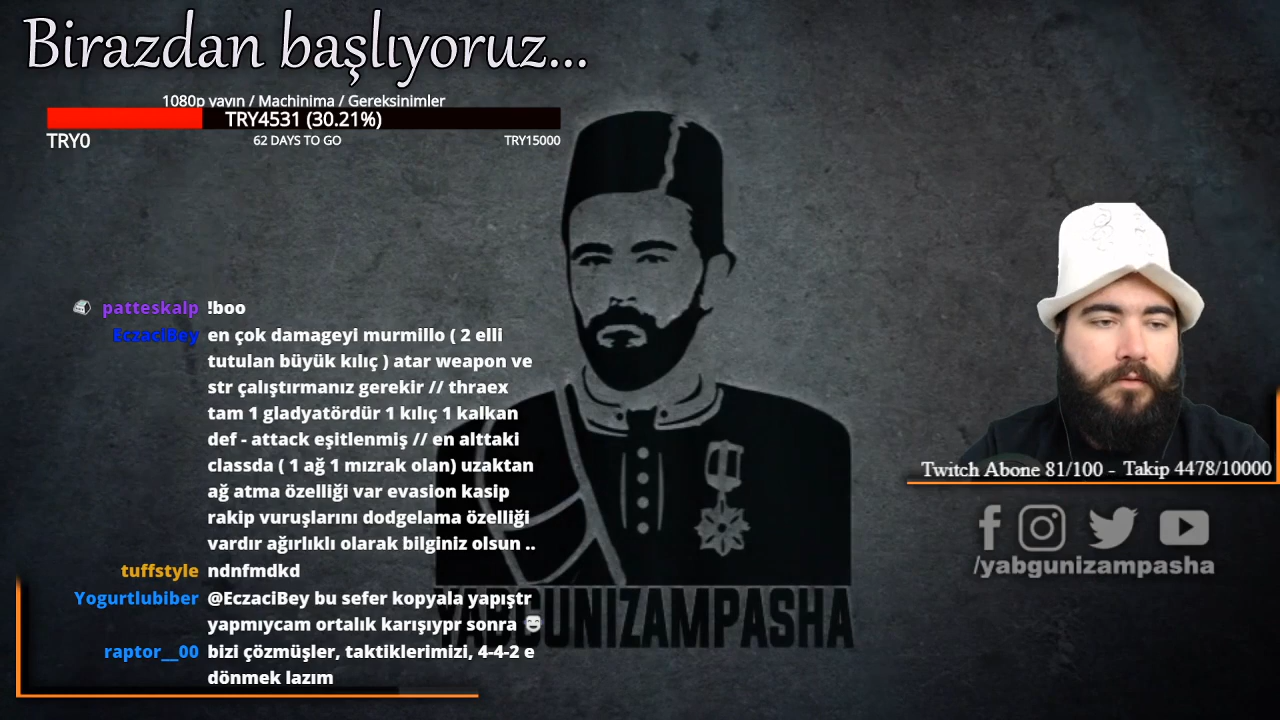 Birazdan başlıyoruz...
1080p yayın / Machinima / Gereksinimler
TRY4531 (30.21%)
TRY0
62 DAYS TO GO
TRY15000
patteskalp !boo
EczaciBey en çok damageyi murmillo ( 2 elli
tutulan büyük kılıç ) atar weapon ve
str çalıştırmanız gerekir // thraex
tam 1 gladyatördür 1 kılıç 1 kalkan
def - attack eşitlenmiş // en alttaki
classda ( 1 ağ 1 mızrak olan) uzaktan
ağ atma özelliği var evasion kasip
rakip vuruşlarını dodgelama özelliği
vardır ağırlıklı olarak bilginiz olsun ..
tuffstyle ndnfmdkd
Yogurtlubiber @EczaciBey bu sefer kopyala yapıştr
yapmıycam ortalık karışıypr sonra
raptor__00 bizi çözmüşler, taktiklerimizi, 4-4-2 e
dönmek lazım
YABGUNIZAMPASHA
Twitch Abone 81/100 - Takip 4478/10000
/yabgunizampasha